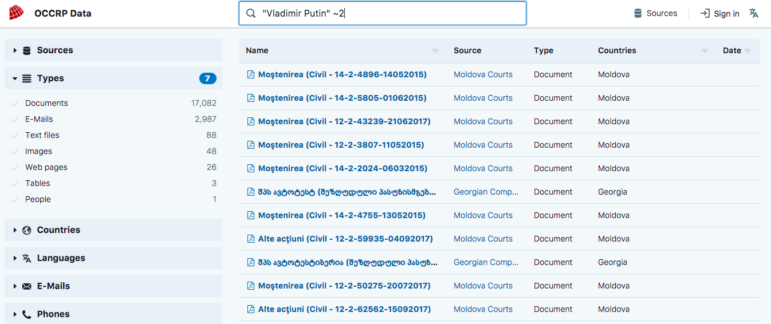 OCCRP Data
"Vladimir Putin" ~2
Sources
Sign in
Sources
Types 7
Documents 17,082
E-Mails 2,987
Text files 88
Images 48
Web pages 26
Tables 3
People 1
Countries
Languages
E-Mails
Phones
Name Source Type Countries Date
Moştenirea (Civil - 14-2-4896-14052015) Moldova Courts Document Moldova
Moştenirea (Civil - 14-2-5805-01062015) Moldova Courts Document Moldova
Moştenirea (Civil - 12-2-43239-21062017) Moldova Courts Document Moldova
Moştenirea (Civil - 12-2-3807-11052015) Moldova Courts Document Moldova
Moştenirea (Civil - 14-2-2024-06032015) Moldova Courts Document Moldova
შპს ავტოტესტ (შეზღუდული პასუხისმგებ... Georgian Comp... Document Georgia
Moştenirea (Civil - 14-2-4755-13052015) Moldova Courts Document Moldova
Alte acţiuni (Civil - 12-2-59935-04092017) Moldova Courts Document Moldova
შპს ავტოტესტიბერია (შეზღუდული პასუხ... Georgian Comp... Document Georgia
Moştenirea (Civil - 12-2-50275-20072017) Moldova Courts Document Moldova
Alte acţiuni (Civil - 12-2-62562-15092017) Moldova Courts Document Moldova